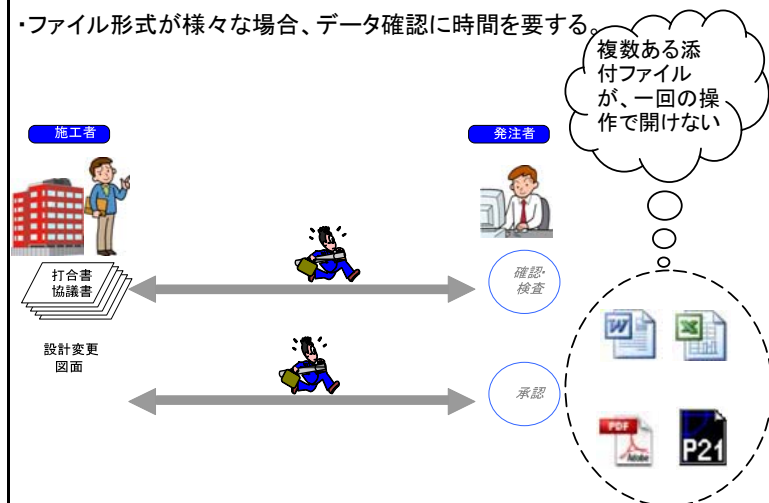 ・ファイル形式が様々な場合、データ確認に時間を要する。
複数ある添
付ファイル
が、一回の操
作で開けない
施工者
発注者
打合書
協議書
確認・
検査
設計変更
図面
承認
W
X
PDF
Adobe
P21